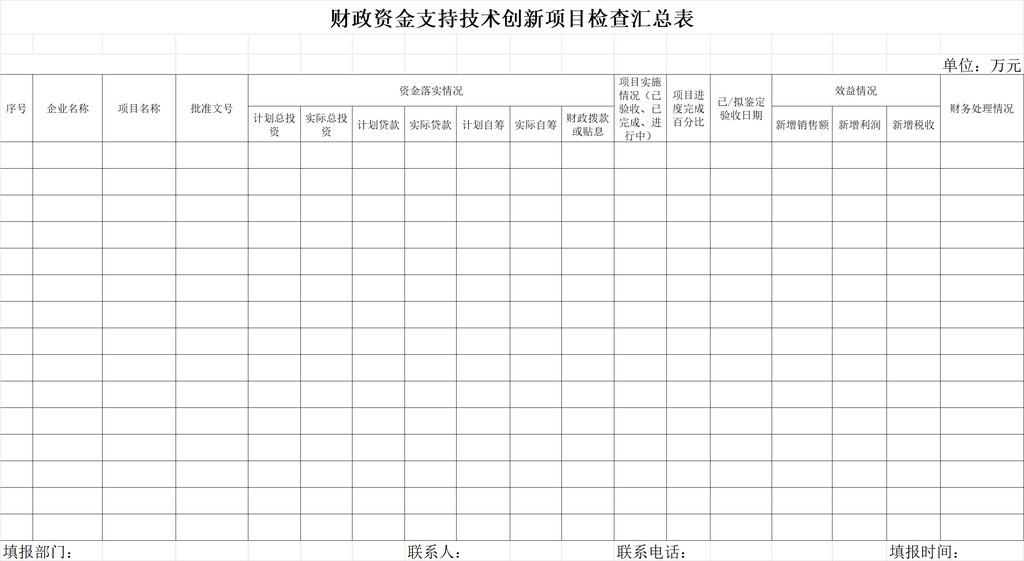 财政资金支持技术创新项目检查汇总表
单位：万元
序号
企业名称
项目名称
批准文号
资金落实情况
计划总投
资
实际总投
资
计划贷款
实际贷款
计划自筹
实际自筹
财政拨款
或贴息
项目实施
情况（已
验收、已
完成、进
行中）
项目进
度完成
百分比
已/拟鉴定
验收日期
效益情况
新增销售额
新增利润
新增税收
财务处理情况
填报部门：
联系人：
联系电话：
填报时间：